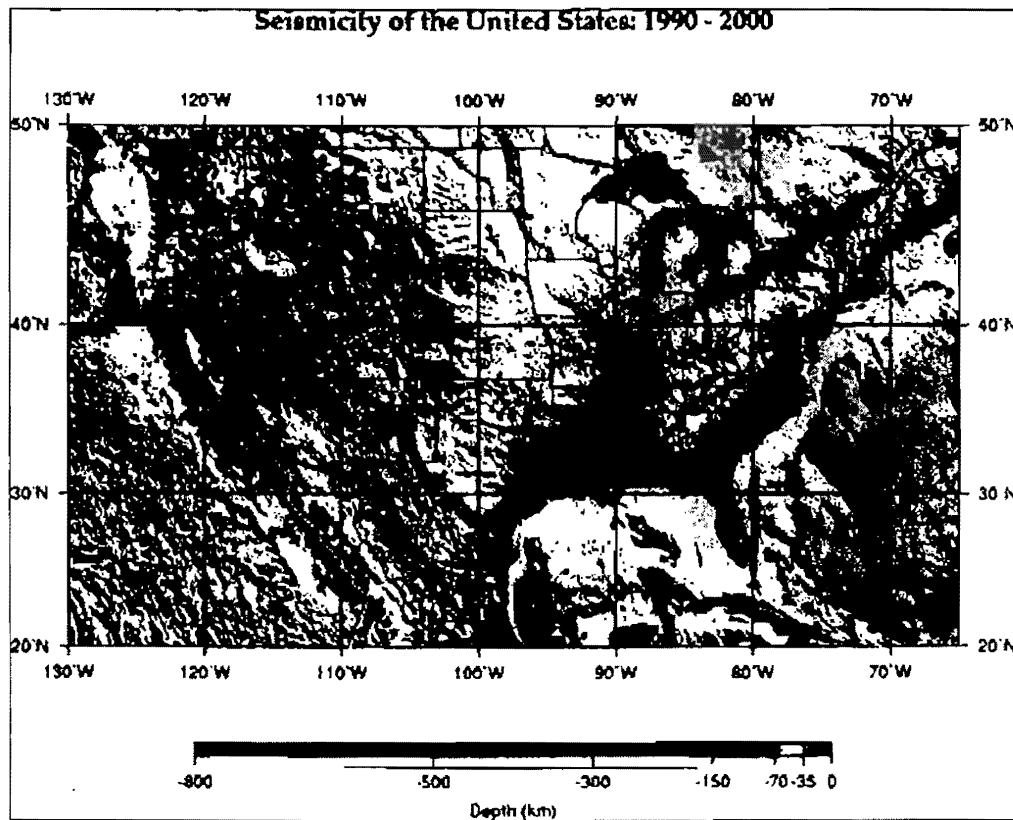 Seismicity of the United States: 1990 - 2000
130˚W 120˚W 110˚W 100˚W 90˚W 80˚W 70˚W
50˚N 50˚N
40˚N 40˚N
30˚N 30˚N
20˚N 20˚N
130˚W 120˚W 110˚W 100˚W 90˚W 80˚W 70˚W
-800 -500 -300 -150 -70 -35 0
Depth (km)